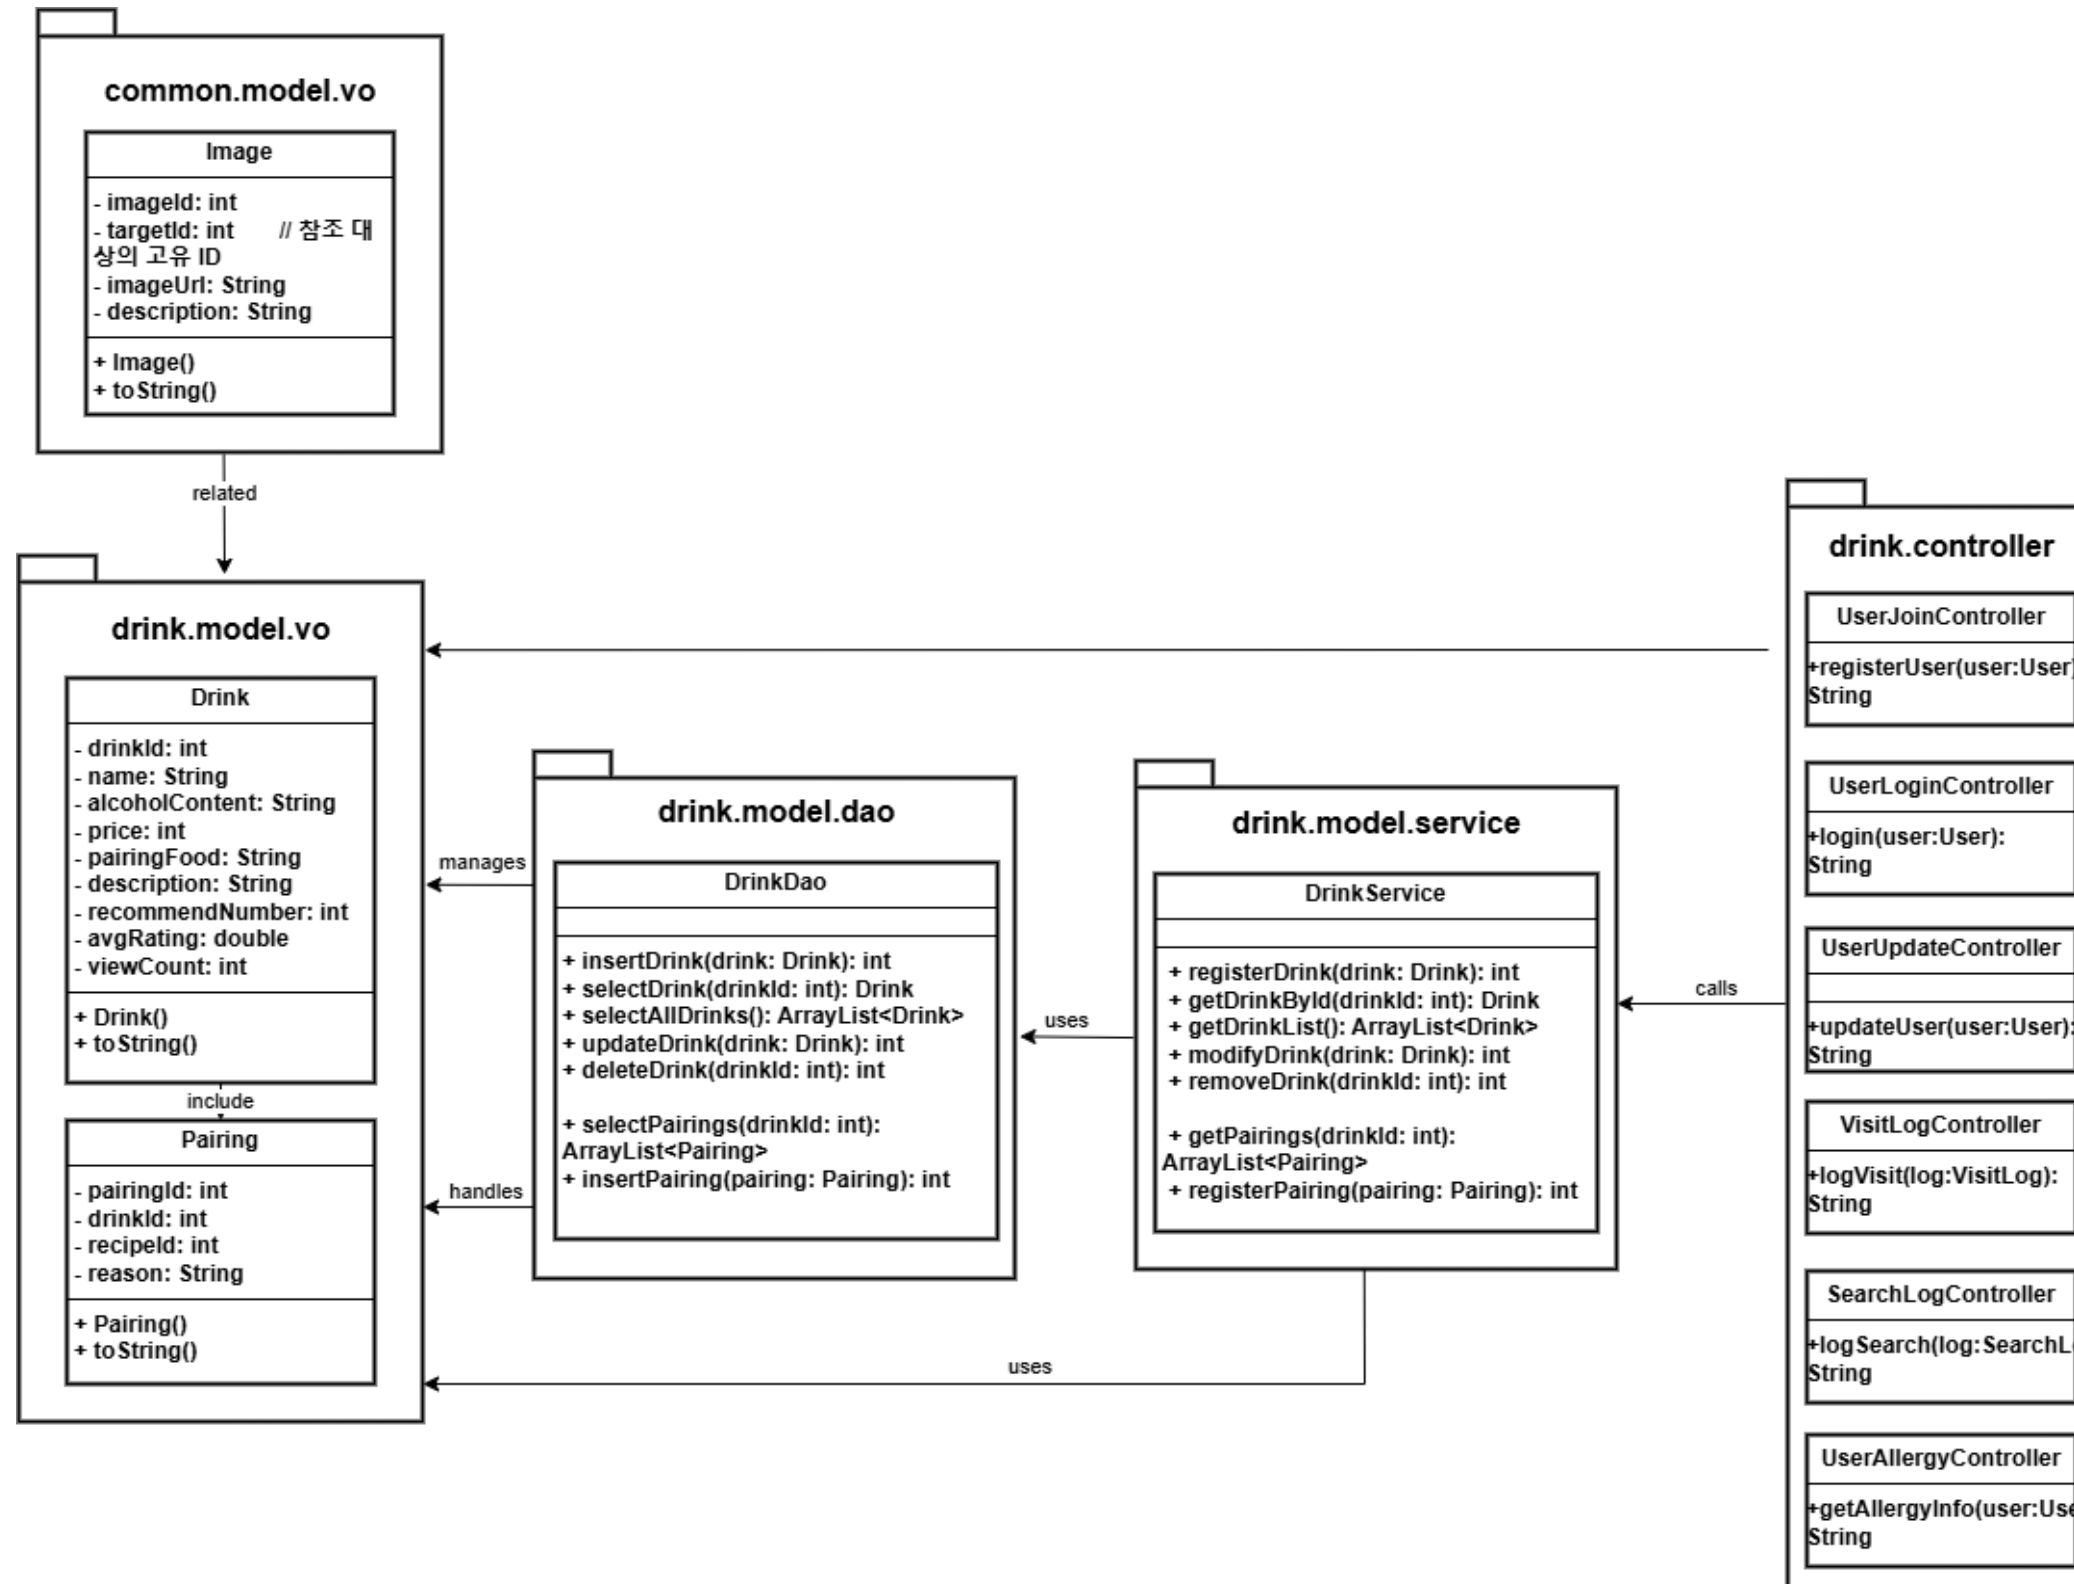 common.model.vo
Image
- imageId: int
- targetId: int // 참조 대
상의 고유 ID
- imageUrl: String
- description: String
+ Image()
+ toString()
related
drink.model.vo
Drink
- drinkId: int
- name: String
- alcoholContent: String
- price: int
- pairingFood: String
- description: String
- recommendNumber: int
- avgRating: double
- viewCount: int
+ Drink()
+ toString()
include
Pairing
- pairingId: int
- drinkId: int
- recipeId: int
- reason: String
+ Pairing()
+ toString()
manages
handles
drink.model.dao
DrinkDao
+ insertDrink(drink: Drink): int
+ selectDrink(drinkId: int): Drink
+ selectAllDrinks(): ArrayList<Drink>
+ updateDrink(drink: Drink): int
+ deleteDrink(drinkId: int): int
+ selectPairings(drinkId: int):
ArrayList<Pairing>
+ insertPairing(pairing: Pairing): int
uses
drink.model.service
DrinkService
+ registerDrink(drink: Drink): int
+ getDrinkById(drinkId: int): Drink
+ getDrinkList(): ArrayList<Drink>
+ modifyDrink(drink: Drink): int
+ removeDrink(drinkId: int): int
+ getPairings(drinkId: int):
ArrayList<Pairing>
+ registerPairing(pairing: Pairing): int
uses
calls
drink.controller
UserJoinController
+registerUser(user:User)
String
UserLoginController
+login(user:User):
String
UserUpdateController
+updateUser(user:User):
String
VisitLogController
+logVisit(log:VisitLog):
String
SearchLogController
+logSearch(log:SearchL
String
UserAllergyController
+getAllergyInfo(user:Use
String